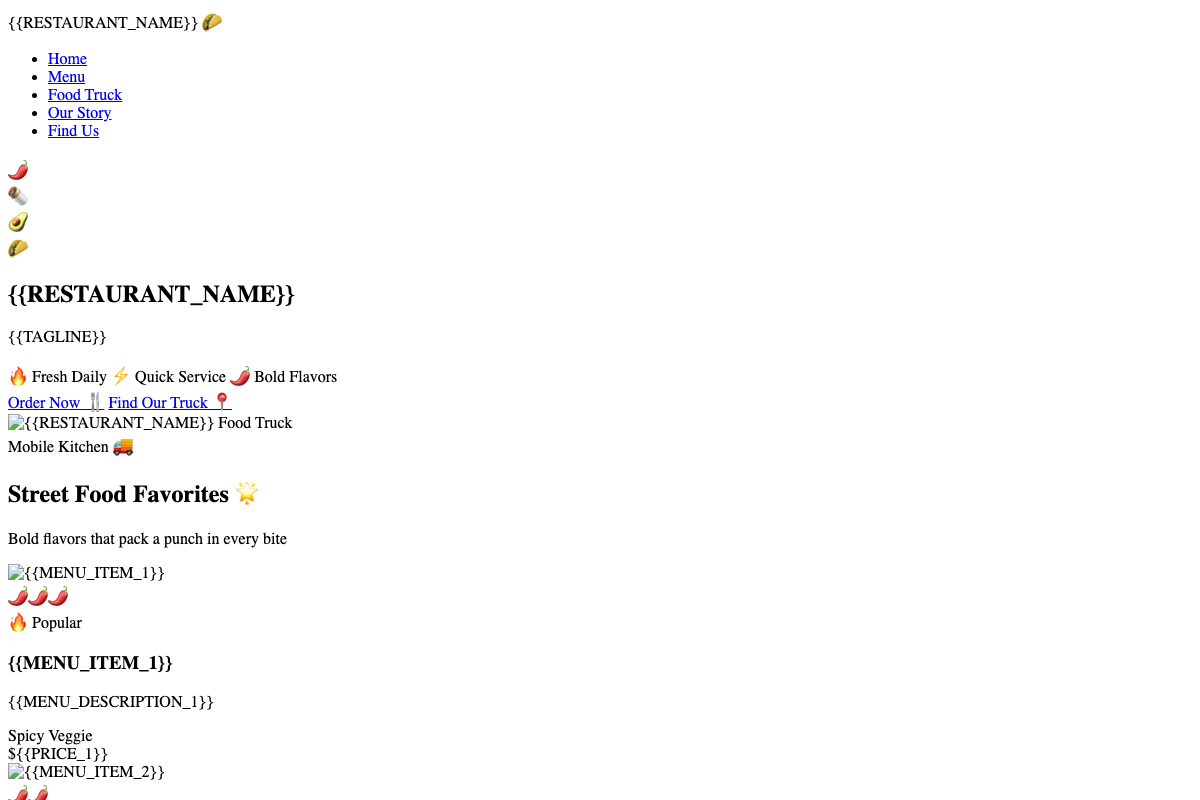 {{RESTAURANT_NAME}} 🌮
Home
Menu
Food Truck
Our Story
Find Us
🌶️
🌯
🥑
🌮
{{RESTAURANT_NAME}}
{{TAGLINE}}
🔥 Fresh Daily ⚡ Quick Service 🌶️ Bold Flavors
Order Now 🍴 Find Our Truck 📍
{{RESTAURANT_NAME}} Food Truck
Mobile Kitchen 🚚
Street Food Favorites 🌟
Bold flavors that pack a punch in every bite
{{MENU_ITEM_1}}
🌶️🌶️🌶️
🔥 Popular
{{MENU_ITEM_1}}
{{MENU_DESCRIPTION_1}}
Spicy Veggie
${{PRICE_1}}
{{MENU_ITEM_2}}
🌶️🌶️